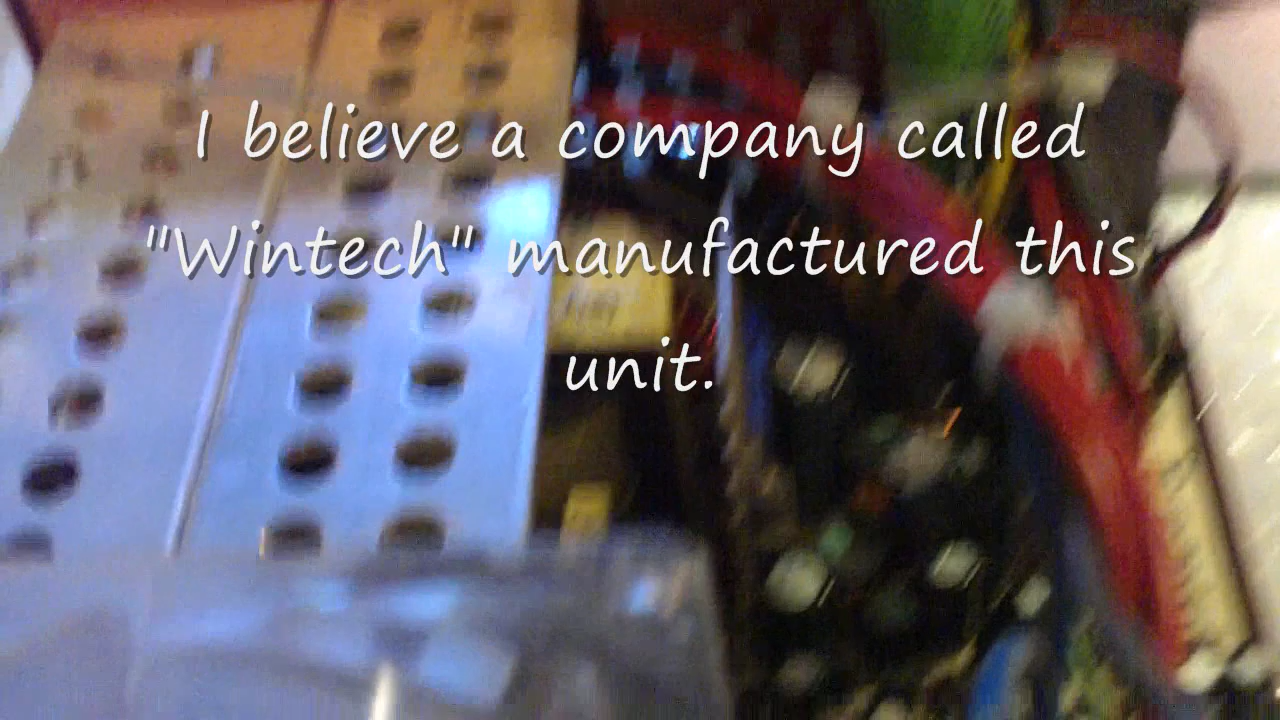 I believe a company called
"Wintech" manufactured this
unit.